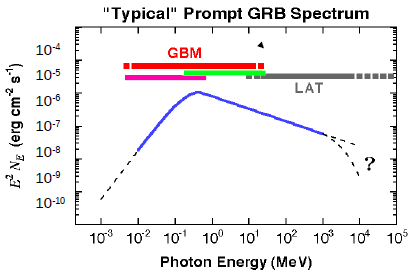 "Typical" Prompt GRB Spectrum
E² N_E (erg cm⁻² s⁻¹)
10⁻⁴
10⁻⁵
10⁻⁶
10⁻⁷
10⁻⁸
10⁻⁹
10⁻¹⁰
GBM
LAT
?
10⁻³ 10⁻² 10⁻¹ 10⁰ 10¹ 10² 10³ 10⁴ 10⁵
Photon Energy (MeV)